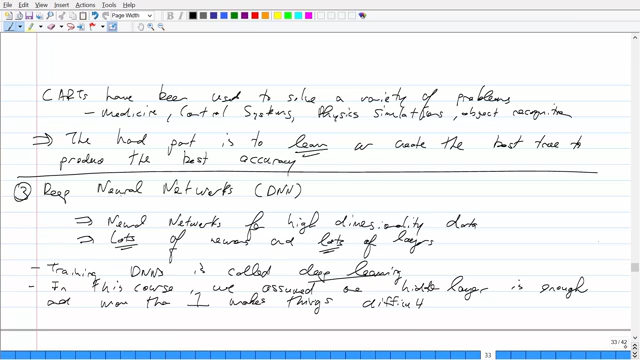 File Edit View Insert Actions Tools Help
Page Width
CARTs have been used to solve a variety of problems
- Medicine, Control Systems, Physics simulations, object recognition
⇒ The hard part is to learn or create the best tree to
produce the best accuracy
③ Deep Neural Networks (DNN)
⇒ Neural Networks for high dimensionality data
⇒ Lots of neurons and lots of layers
- Training DNNs is called deep learning
- In this course, we assumed one hidden layer is enough
and more than 1 makes things difficult
33 / 42
33